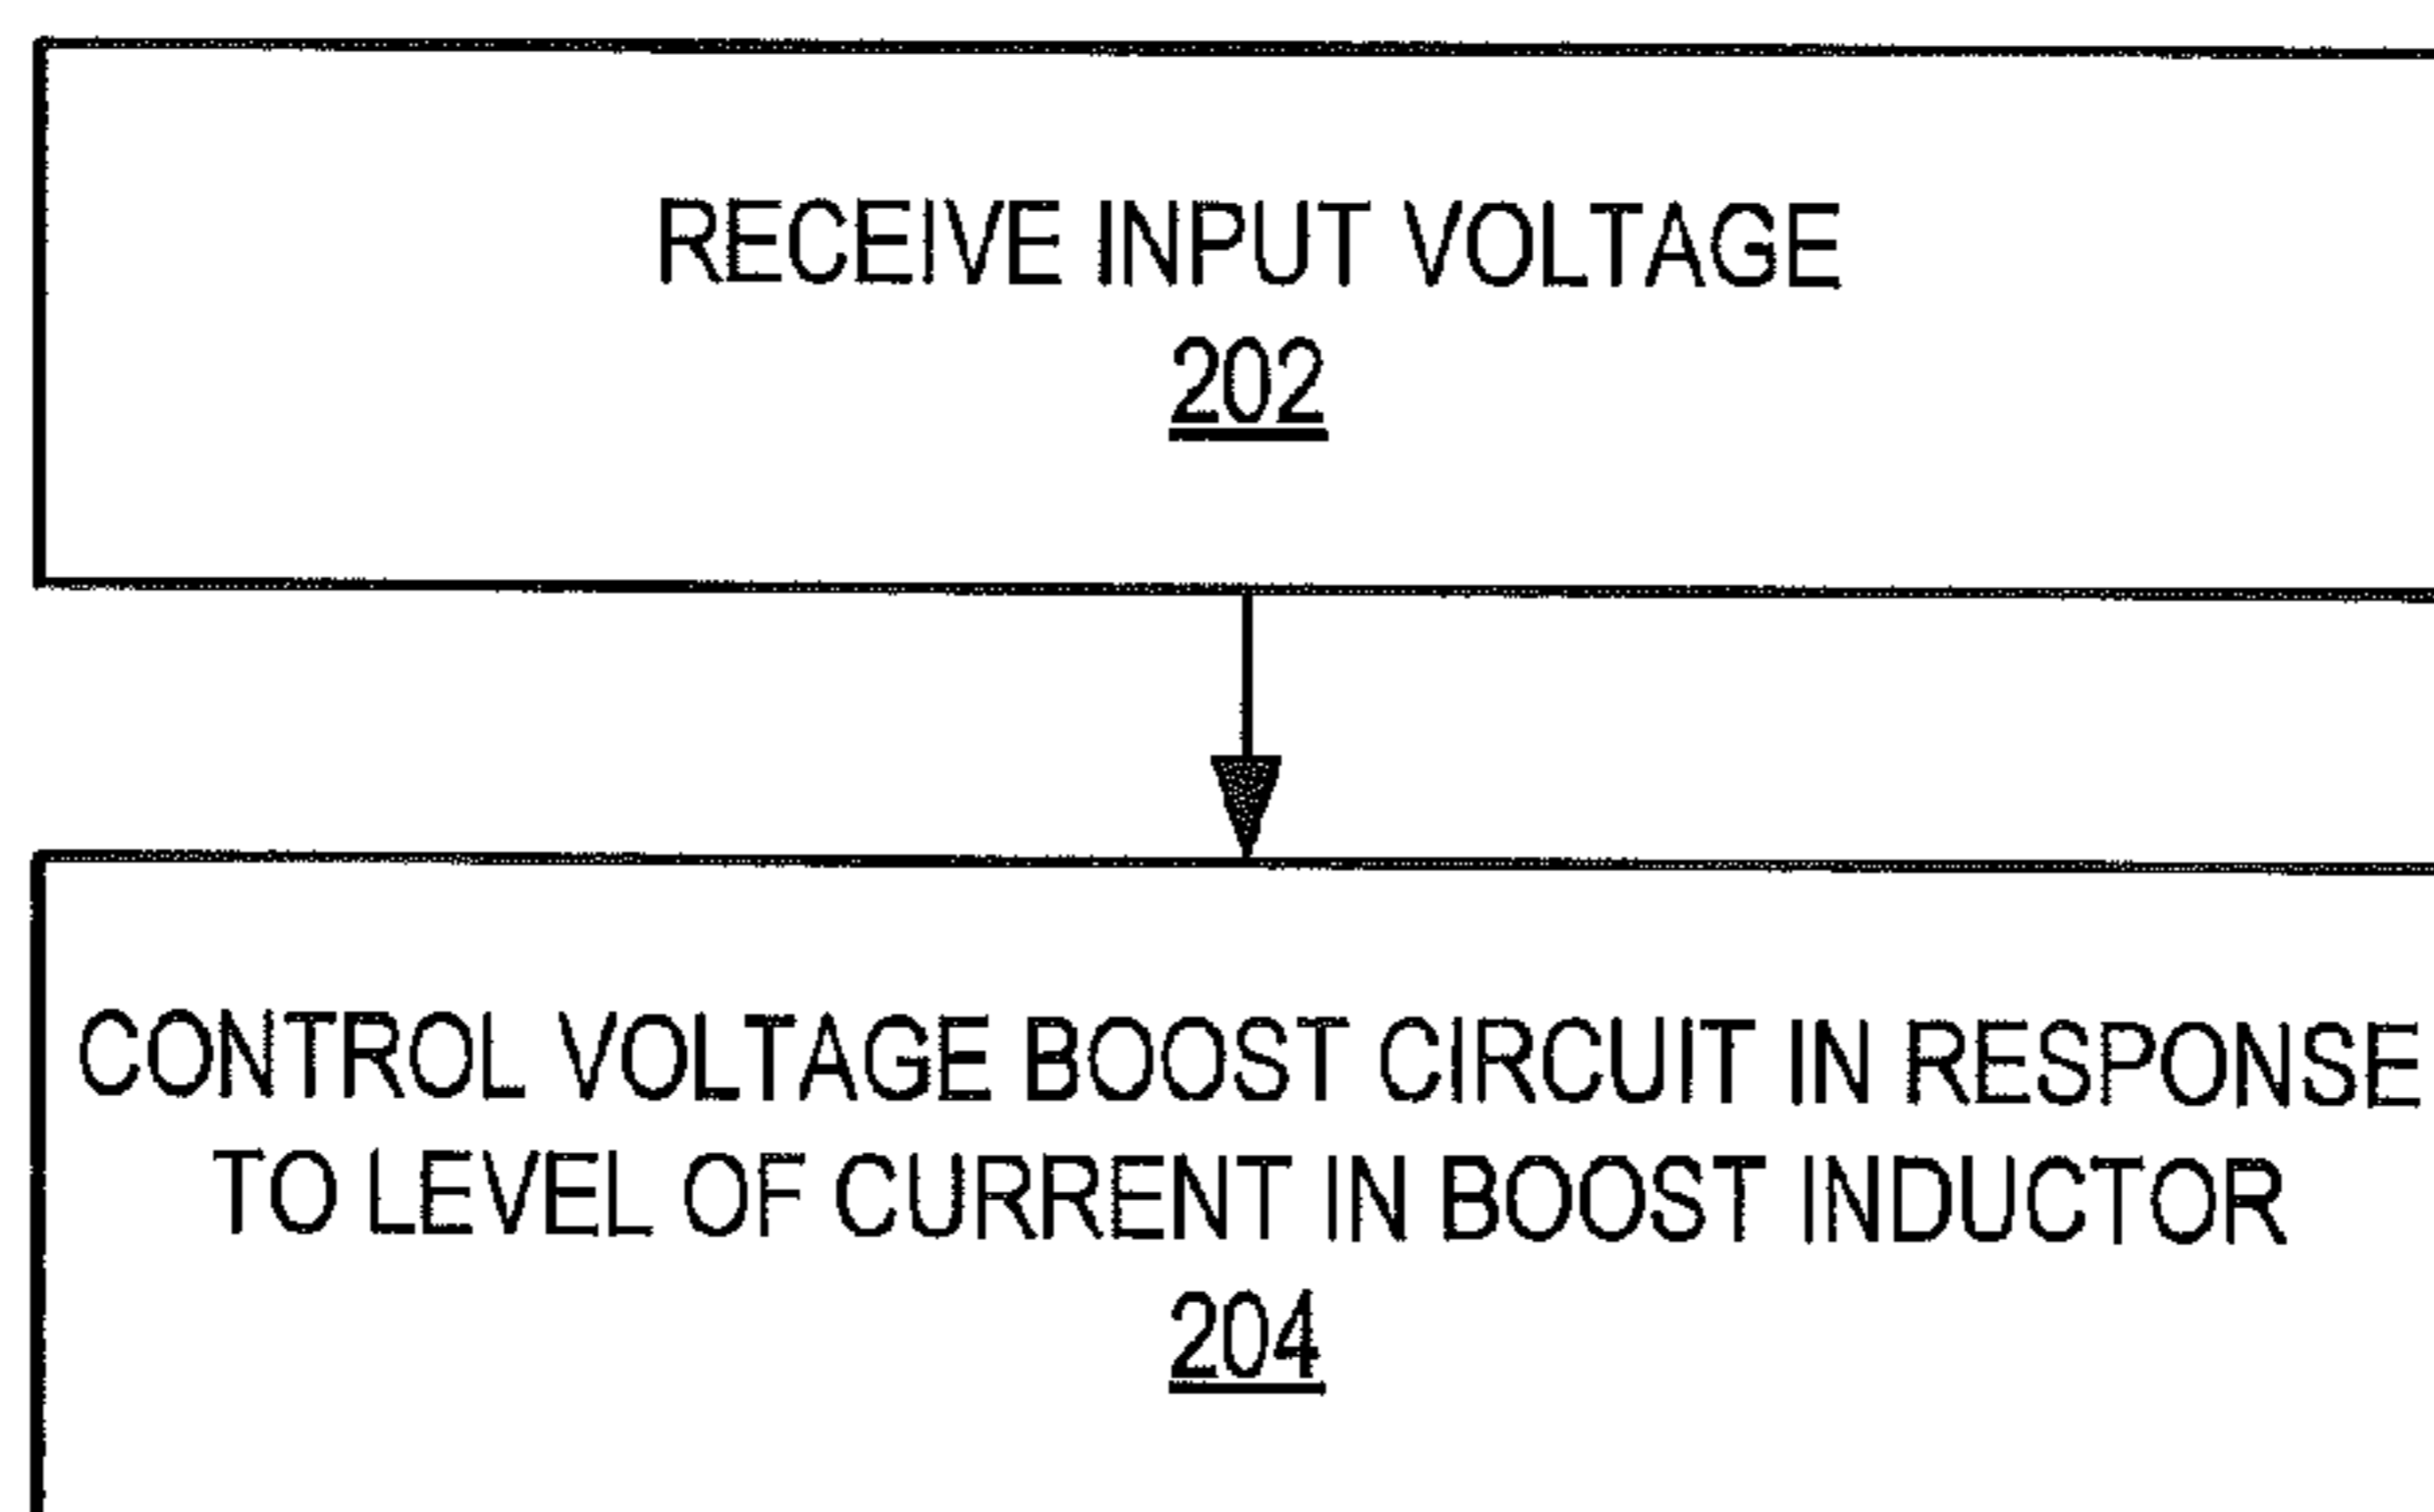 RECEIVE INPUT VOLTAGE
202
CONTROL VOLTAGE BOOST CIRCUIT IN RESPONSE
TO LEVEL OF CURRENT IN BOOST INDUCTOR
204